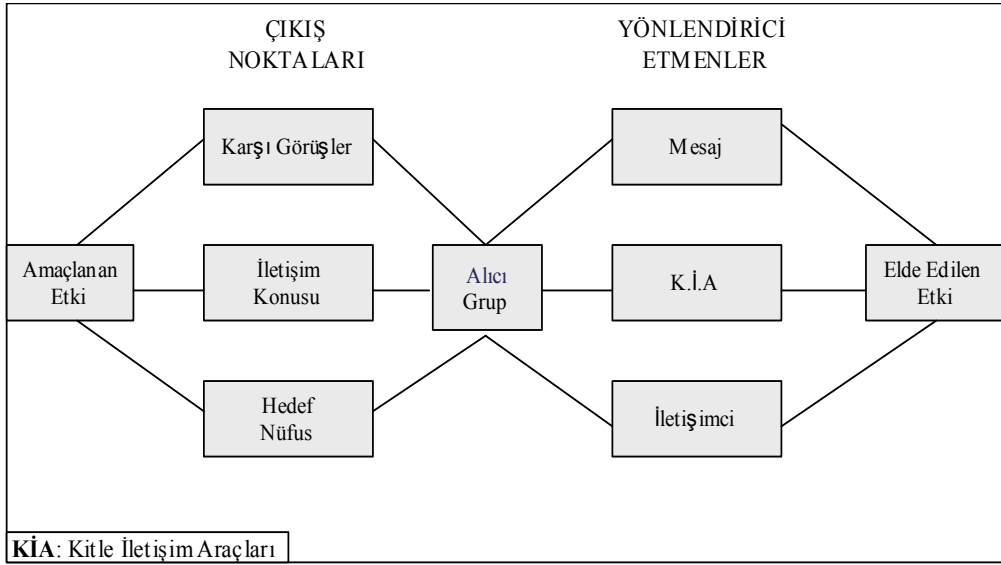 ÇIKIŞ
NOKTALARI
YÖNLENDİRİCİ
ETMENLER
Karşı Görüşler
Mesaj
Amaçlanan
Etki
İletişim
Konusu
Alıcı
Grup
K.İ.A
Elde Edilen
Etki
Hedef
Nüfus
İletişimci
KİA: Kitle İletişim Araçları